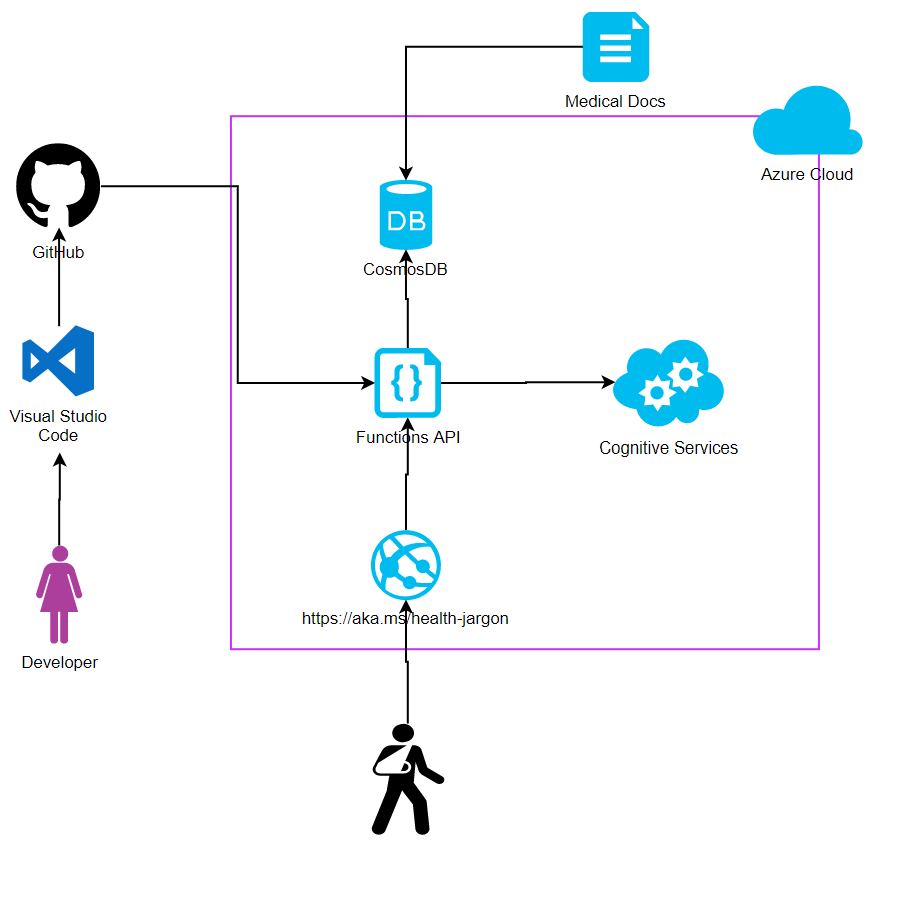 Medical Docs
Azure Cloud
DB
GitHub
CosmosDB
{}
Visual Studio
Code
Functions API
Cognitive Services
https://aka.ms/health-jargon
Developer